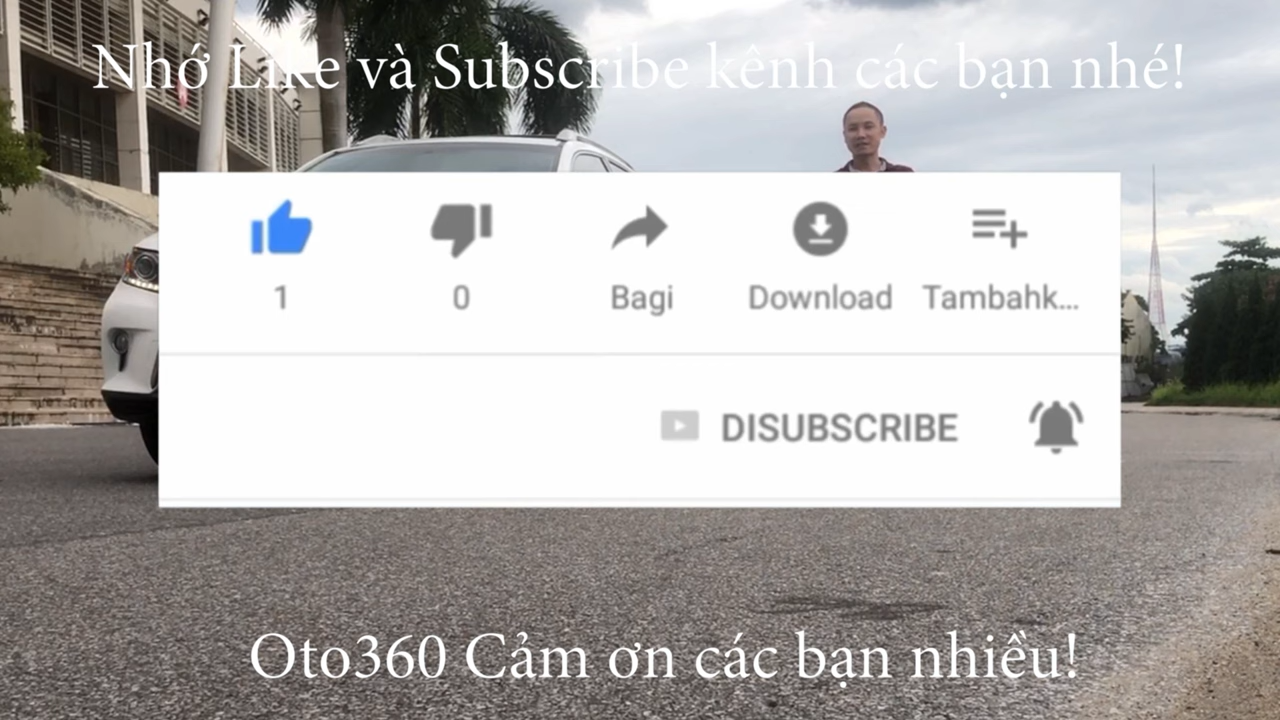 Nhớ Like và Subscribe kênh các bạn nhé!
1 0 Bagi Download Tambahk...
DISUBSCRIBE
Oto360 Cảm ơn các bạn nhiều!